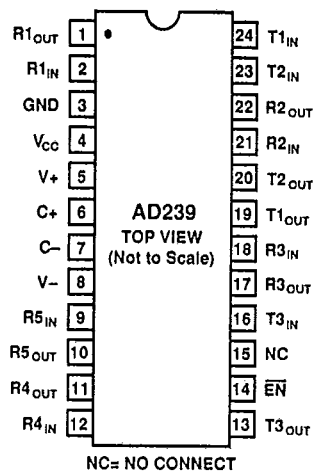 R1OUT 1 24 T1IN
R1IN 2 23 T2IN
GND 3 22 R2OUT
VCC 4 21 R2IN
V+ 5 20 T2OUT
C+ 6 19 T1OUT
C– 7 18 R3IN
V– 8 17 R3OUT
R5IN 9 16 T3IN
R5OUT 10 15 NC
R4OUT 11 14 E̅N̅
R4IN 12 13 T3OUT
AD239
TOP VIEW
(Not to Scale)
NC= NO CONNECT